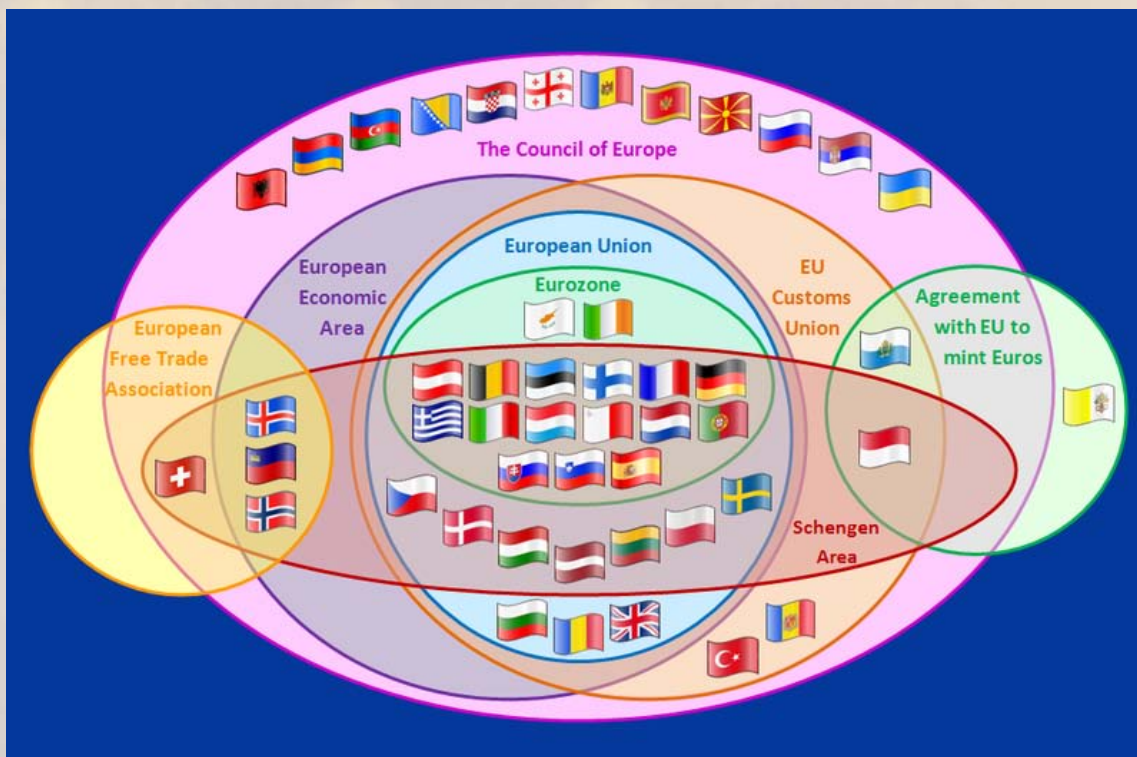 The Council of Europe
European Union
Eurozone
European
Economic
Area
EU
Customs
Union
Agreement
with EU to
mint Euros
European
Free Trade
Association
Schengen
Area